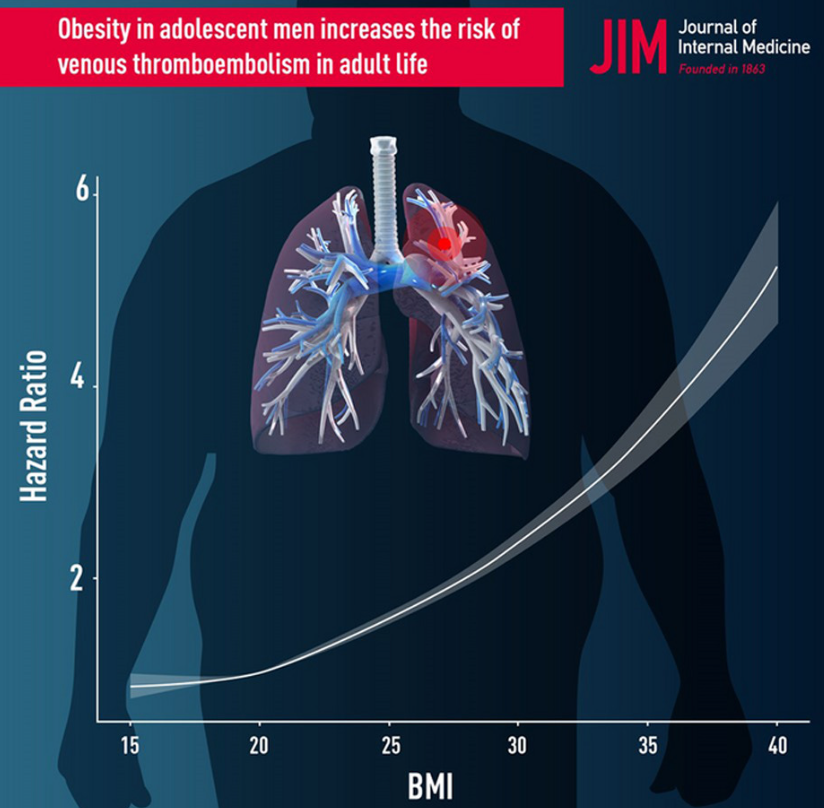 Obesity in adolescent men increases the risk of
venous thromboembolism in adult life
JIM
Journal of
Internal Medicine
Founded in 1863
6
4
2
Hazard Ratio
15 20 25 30 35 40
BMI